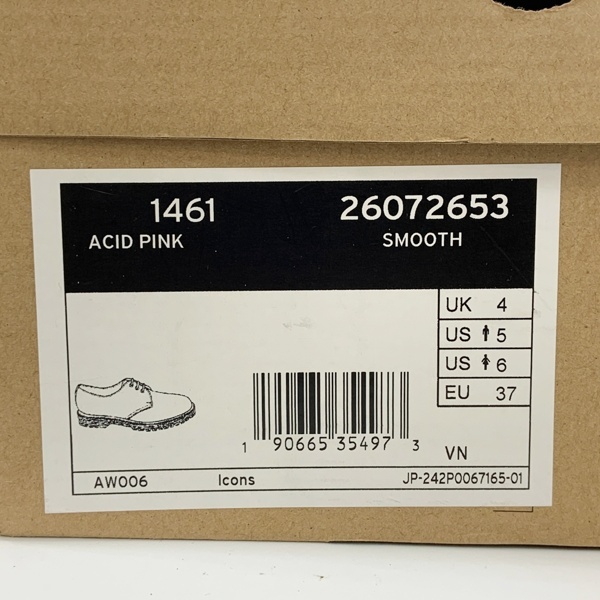 1461 26072653
ACID PINK SMOOTH
UK 4
US 5
US 6
EU 37
1 90665 35497 3
VN
AW006 Icons JP-242P0067165-01